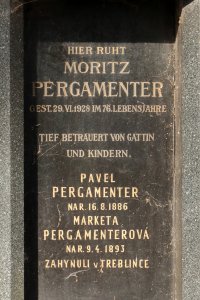 HIER RUHT
MORITZ
PERGAMENTER
GEST. 29. VI. 1928 IM 76. LEBENSJAHRE
TIEF BETRAUERT VON GATTIN
UND KINDERN.
PAVEL
PERGAMENTER
NAR. 16. 8. 1886
MARKETA
PERGAMENTEROVÁ
NAR. 9. 4. 1893
ZAHYNULI V TREBLINCE